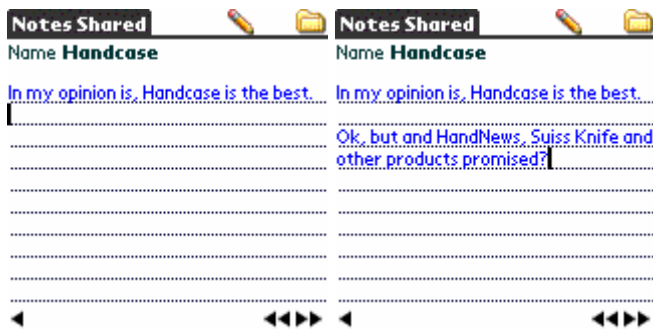 Notes Shared
Name Handcase
In my opinion is, Handcase is the best.
Notes Shared
Name Handcase
In my opinion is, Handcase is the best.
Ok, but and HandNews, Suiss Knife and
other products promised?